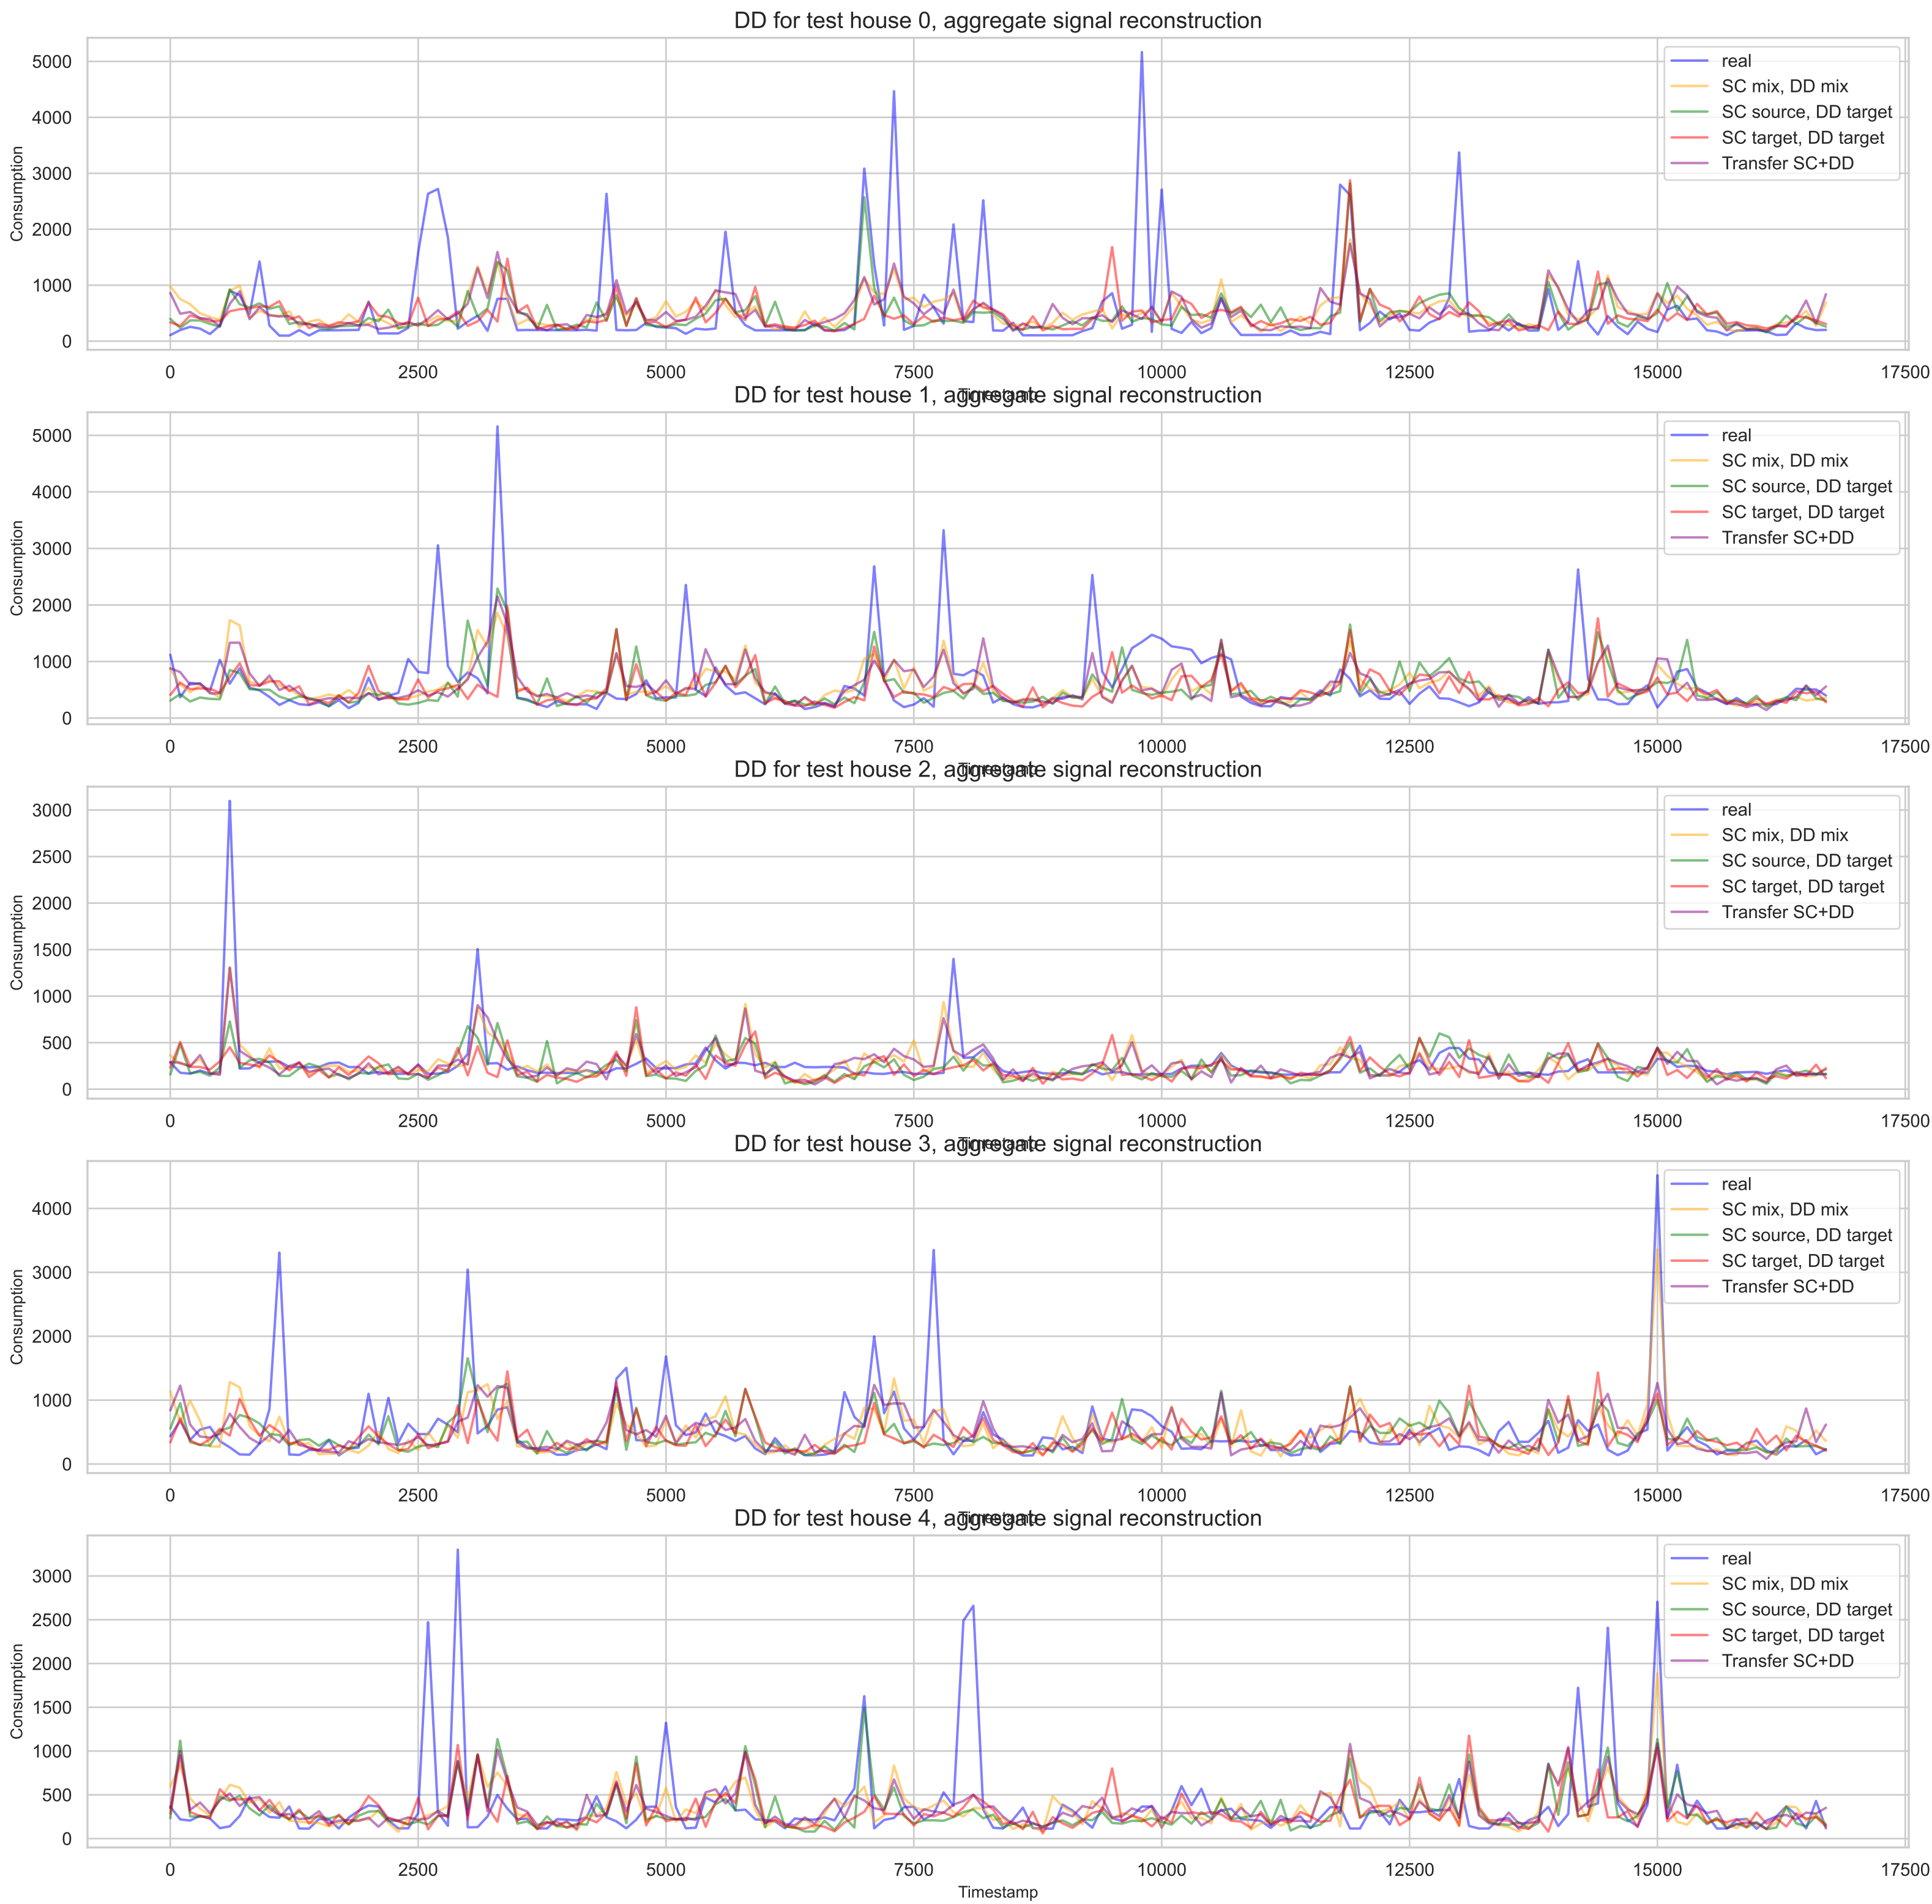 DD for test house 0, aggregate signal reconstruction
5000
4000
3000
2000
1000
0
Consumption
real
SC mix, DD mix
SC source, DD target
SC target, DD target
Transfer SC+DD
0 2500 5000 7500 10000 12500 15000 17500
Timestamp
DD for test house 1, aggregate signal reconstruction
5000
4000
3000
2000
1000
0
Consumption
real
SC mix, DD mix
SC source, DD target
SC target, DD target
Transfer SC+DD
0 2500 5000 7500 10000 12500 15000 17500
Timestamp
DD for test house 2, aggregate signal reconstruction
3000
2500
2000
1500
1000
500
0
Consumption
real
SC mix, DD mix
SC source, DD target
SC target, DD target
Transfer SC+DD
0 2500 5000 7500 10000 12500 15000 17500
Timestamp
DD for test house 3, aggregate signal reconstruction
4000
3000
2000
1000
0
Consumption
real
SC mix, DD mix
SC source, DD target
SC target, DD target
Transfer SC+DD
0 2500 5000 7500 10000 12500 15000 17500
Timestamp
DD for test house 4, aggregate signal reconstruction
3000
2500
2000
1500
1000
500
0
Consumption
real
SC mix, DD mix
SC source, DD target
SC target, DD target
Transfer SC+DD
0 2500 5000 7500 10000 12500 15000 17500
Timestamp